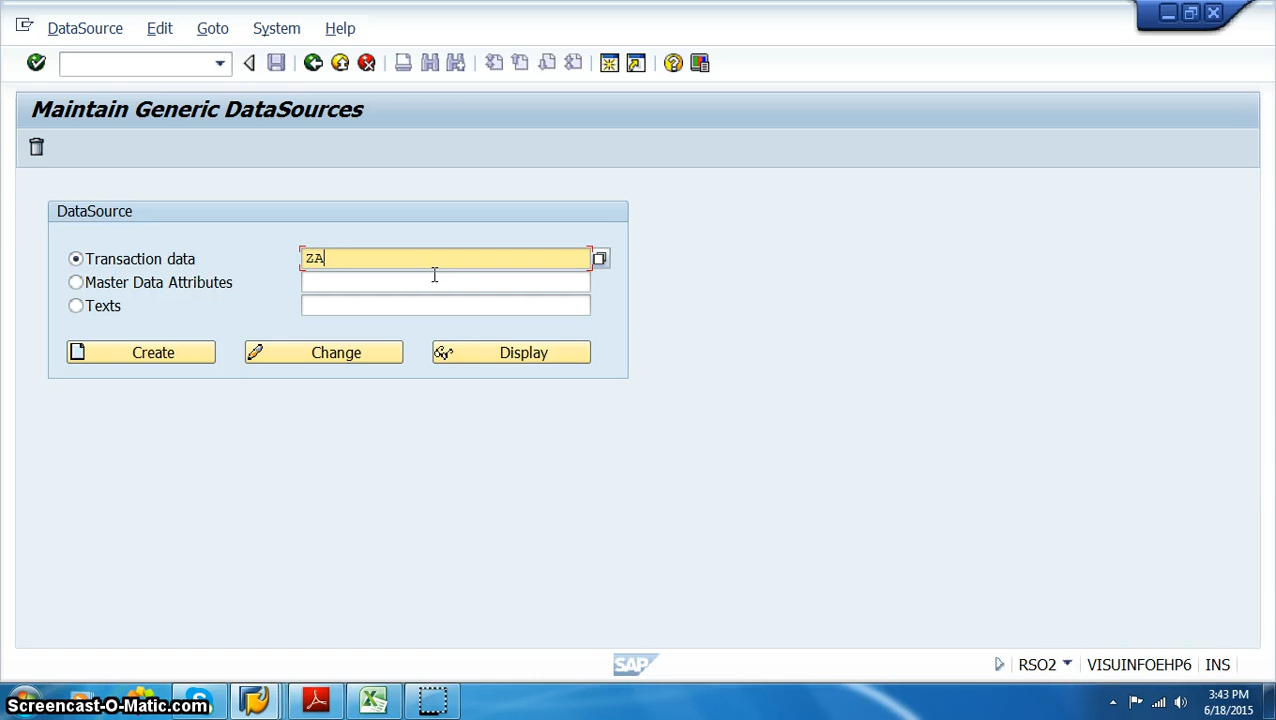 DataSource Edit Goto System Help
Maintain Generic DataSources
DataSource
Transaction data ZA
Master Data Attributes
Texts
Create Change Display
SAP RSO2 VISUINFOEHP6 INS
3:43 PM
6/18/2015
Screencast-O-Matic.com